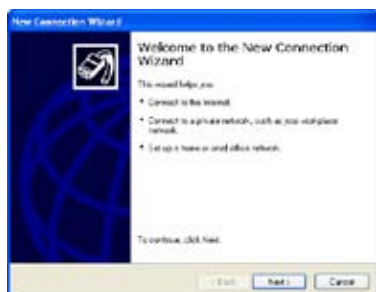 New Connection Wizard
Welcome to the New Connection
Wizard
This wizard helps you:
* Connect to the Internet.
* Connect to a private network, such as your workplace
network.
* Set up a home or small office network.
To continue, click Next.
< Back
Next >
Cancel